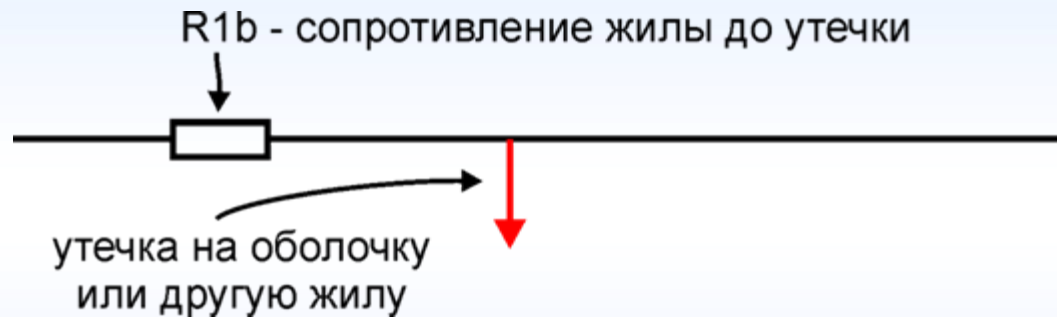 R1b - сопротивление жилы до утечки
утечка на оболочку
или другую жилу